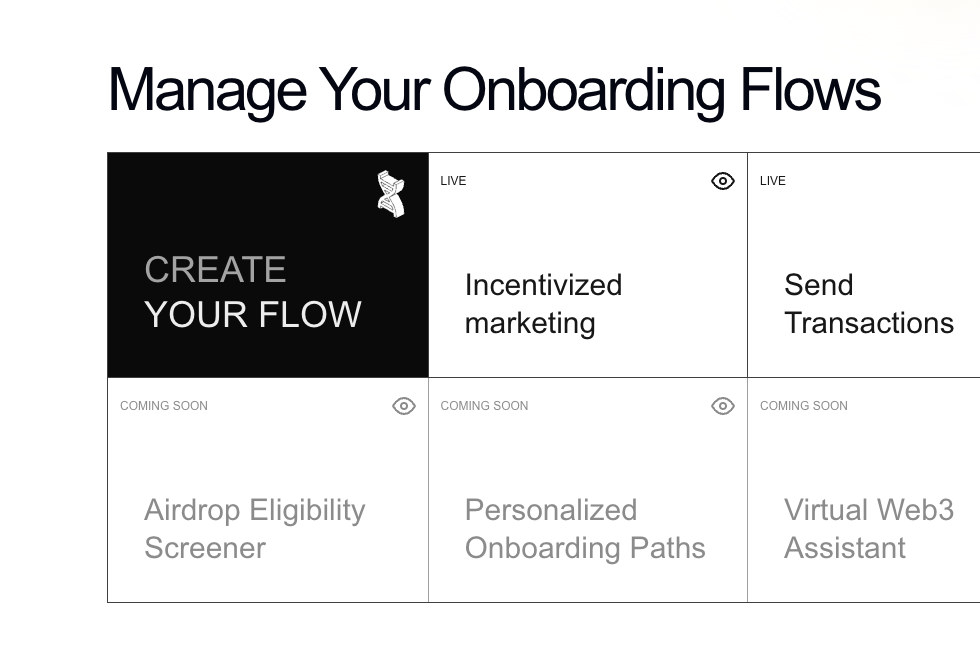 Manage Your Onboarding Flows
CREATE
YOUR FLOW
LIVE
Incentivized
marketing
LIVE
Send
Transactions
COMING SOON
Airdrop Eligibility
Screener
COMING SOON
Personalized
Onboarding Paths
COMING SOON
Virtual Web3
Assistant